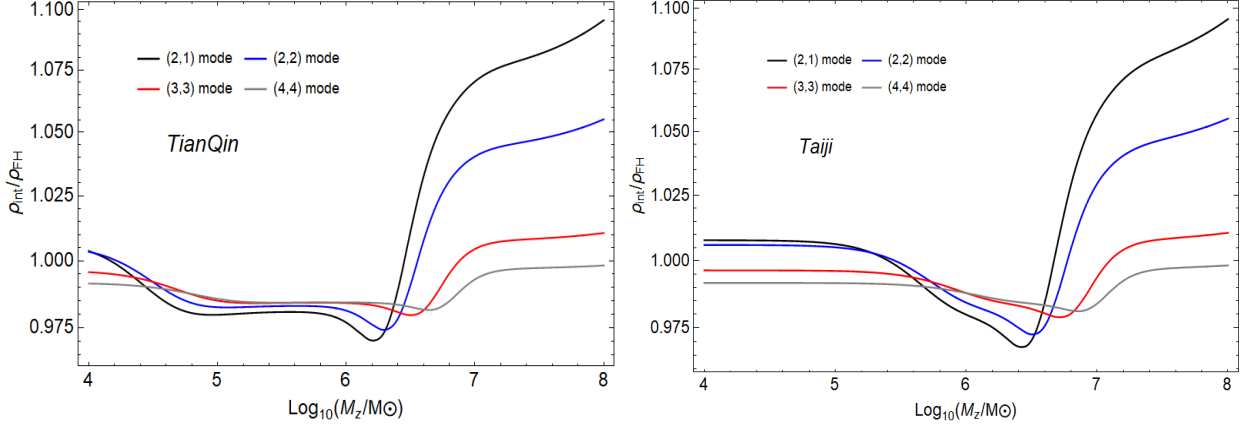 1.100
(2,1) mode (2,2) mode
1.075
(3,3) mode (4,4) mode
1.050
TianQin
ρint/ρFH
1.025
1.000
0.975
4 5 6 7 8
Log10(Mz/M⊙)
1.100
1.075
(2,1) mode (2,2) mode
(3,3) mode (4,4) mode
1.050
Taiji
ρint/ρFH
1.025
1.000
0.975
4 5 6 7 8
Log10(Mz/M⊙)